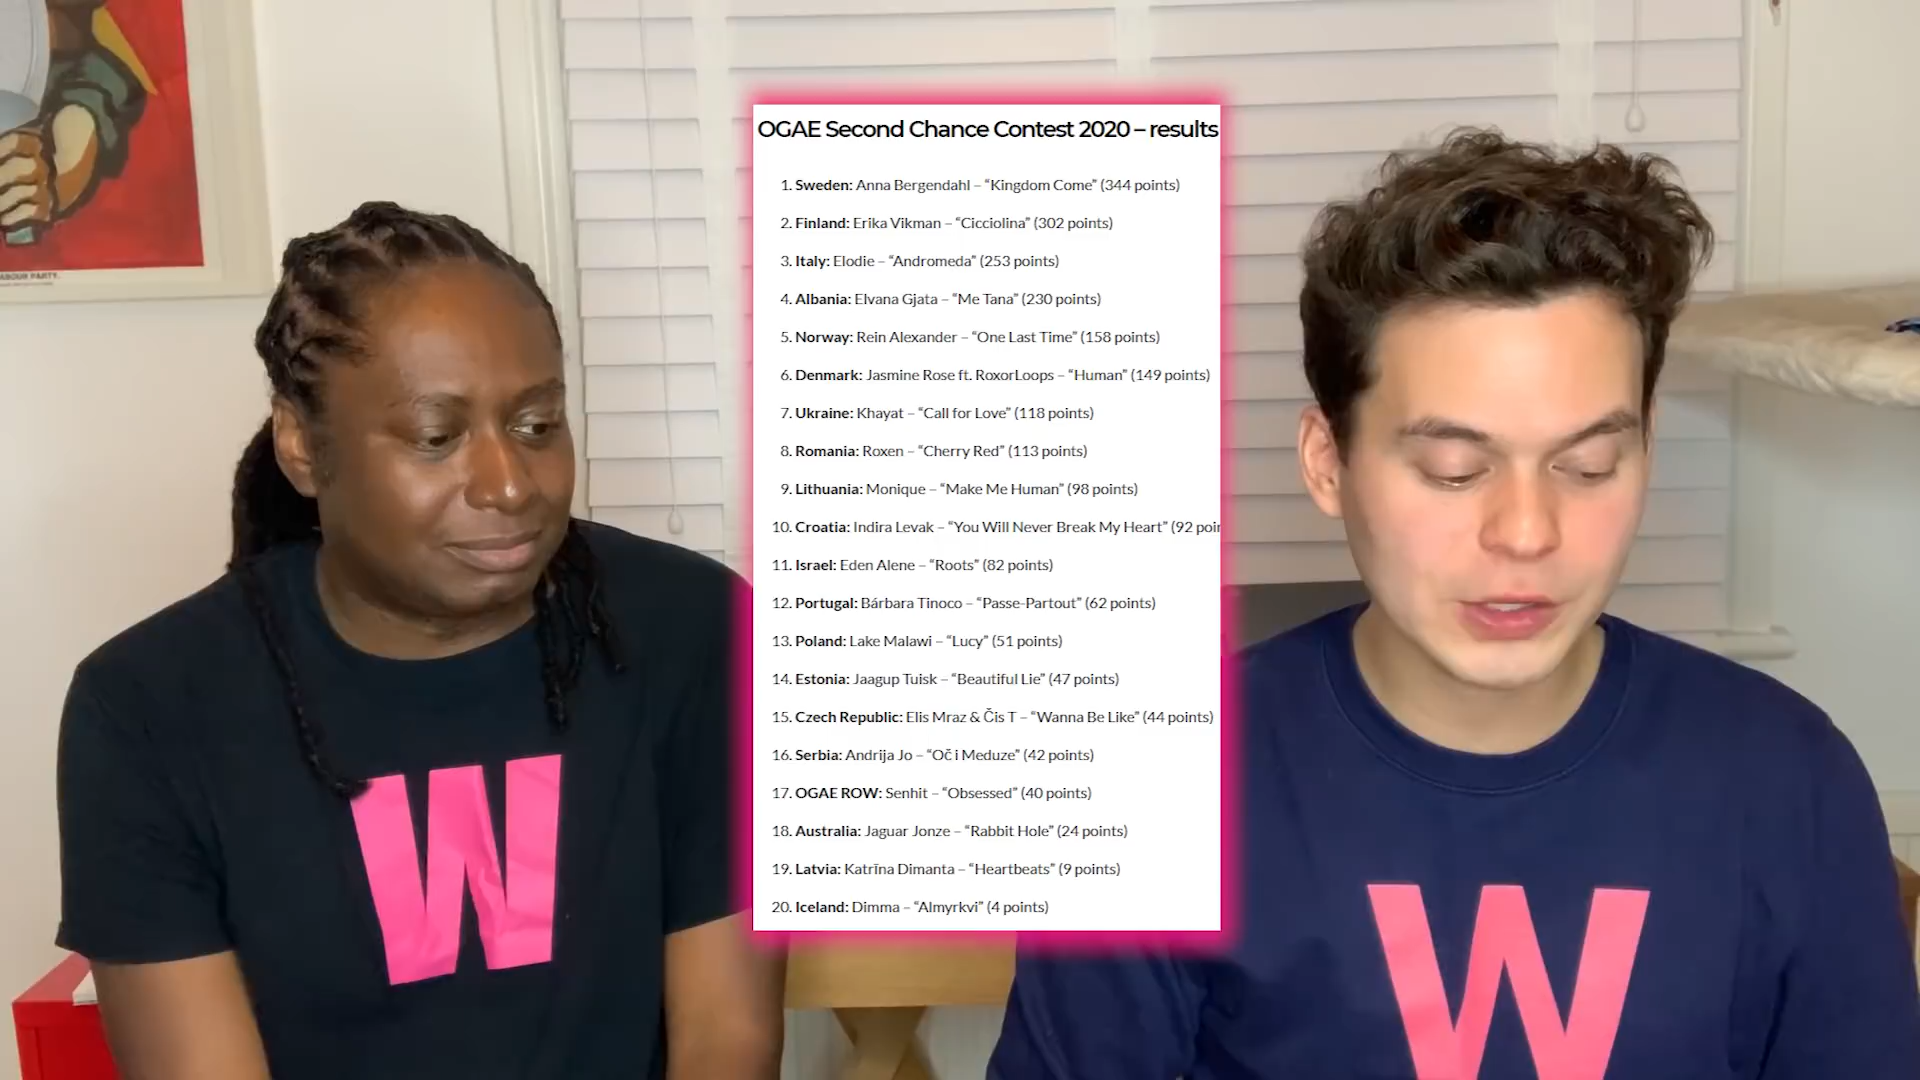 ABOUR PARTY.
OGAE Second Chance Contest 2020 – results
1. Sweden: Anna Bergendahl – “Kingdom Come” (344 points)
2. Finland: Erika Vikman – “Cicciolina” (302 points)
3. Italy: Elodie – “Andromeda” (253 points)
4. Albania: Elvana Gjata – “Me Tana” (230 points)
5. Norway: Rein Alexander – “One Last Time” (158 points)
6. Denmark: Jasmine Rose ft. RoxorLoops – “Human” (149 points)
7. Ukraine: Khayat – “Call for Love” (118 points)
8. Romania: Roxen – “Cherry Red” (113 points)
9. Lithuania: Monique – “Make Me Human” (98 points)
10. Croatia: Indira Levak – “You Will Never Break My Heart” (92 poin
11. Israel: Eden Alene – “Roots” (82 points)
12. Portugal: Bárbara Tinoco – “Passe-Partout” (62 points)
13. Poland: Lake Malawi – “Lucy” (51 points)
14. Estonia: Jaagup Tuisk – “Beautiful Lie” (47 points)
15. Czech Republic: Elis Mraz & Čis T – “Wanna Be Like” (44 points)
16. Serbia: Andrija Jo – “Oč i Meduze” (42 points)
17. OGAE ROW: Senhit – “Obsessed” (40 points)
18. Australia: Jaguar Jonze – “Rabbit Hole” (24 points)
19. Latvia: Katrīna Dimanta – “Heartbeats” (9 points)
20. Iceland: Dimma – “Almyrkvi” (4 points)
W
W